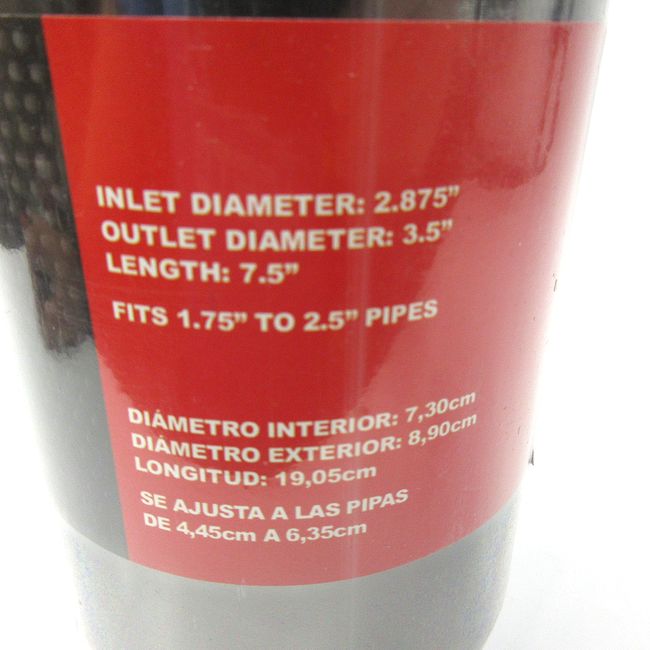 INLET DIAMETER: 2.875”
OUTLET DIAMETER: 3.5”
LENGTH: 7.5”
FITS 1.75” TO 2.5” PIPES
DIÁMETRO INTERIOR: 7,30cm
DIÁMETRO EXTERIOR: 8,90cm
LONGITUD: 19,05cm
SE AJUSTA A LAS PIPAS
DE 4,45cm A 6,35cm